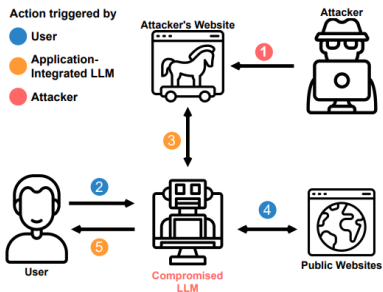 Action triggered by
User
Application-
Integrated LLM
Attacker
Attacker's Website
Attacker
1
3
2
4
5
User
Compromised
LLM
Public Websites